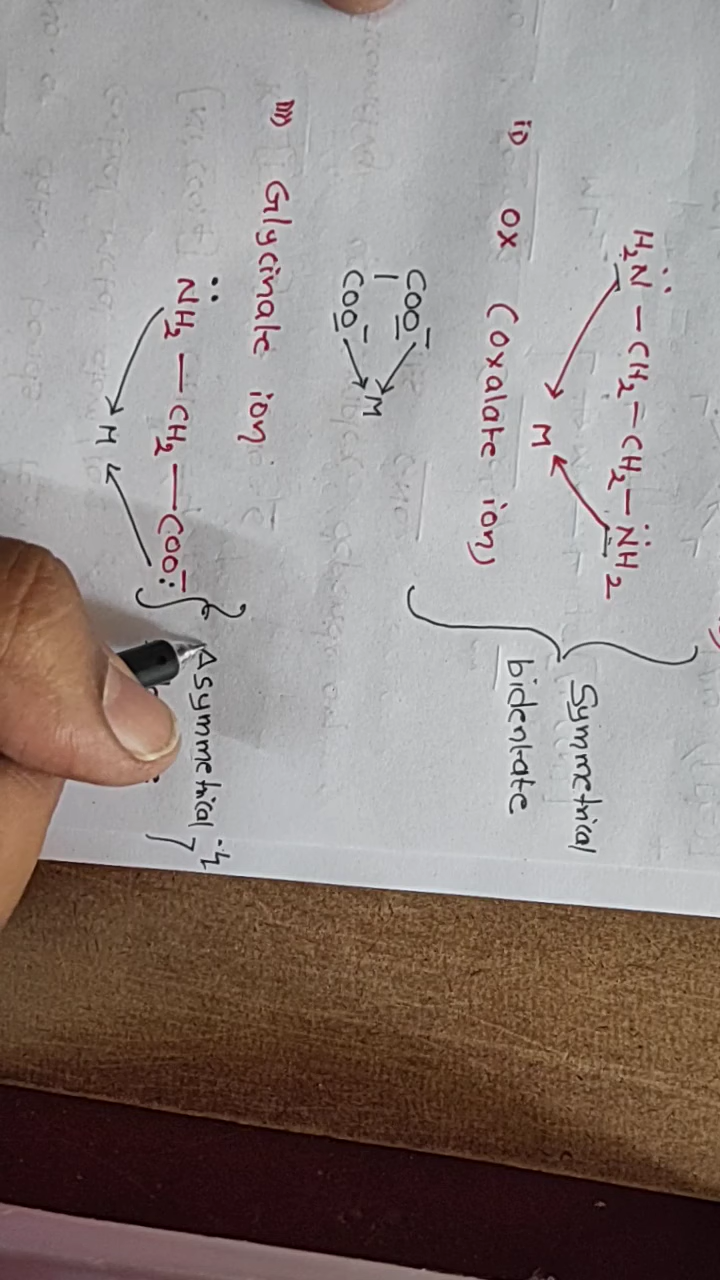 H₂N̈ — CH₂ — CH₂ — N̈H₂
M
Symmetrical
bidentate
ii) ox (oxalate ion)
COO⁻
|
COO⁻
M
iii) Glycinate ion
N̈H₂ — CH₂ — COO⁻:
M
Asymmetrical